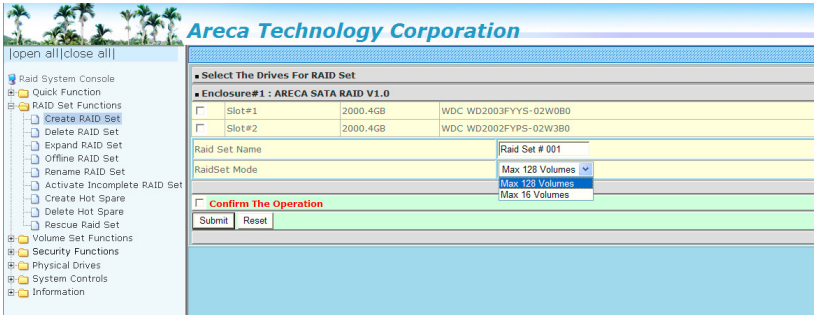 Areca Technology Corporation
|open all|close all|
Raid System Console
Quick Function
RAID Set Functions
Create RAID Set
Delete RAID Set
Expand RAID Set
Offline RAID Set
Rename RAID Set
Activate Incomplete RAID Set
Create Hot Spare
Delete Hot Spare
Rescue Raid Set
Volume Set Functions
Security Functions
Physical Drives
System Controls
Information
Select The Drives For RAID Set
Enclosure#1 : ARECA SATA RAID V1.0
Slot#1 2000.4GB WDC WD2003FYYS-02W0B0
Slot#2 2000.4GB WDC WD2002FYPS-02W3B0
Raid Set Name Raid Set # 001
RaidSet Mode Max 128 Volumes
Max 128 Volumes
Max 16 Volumes
Confirm The Operation
Submit Reset